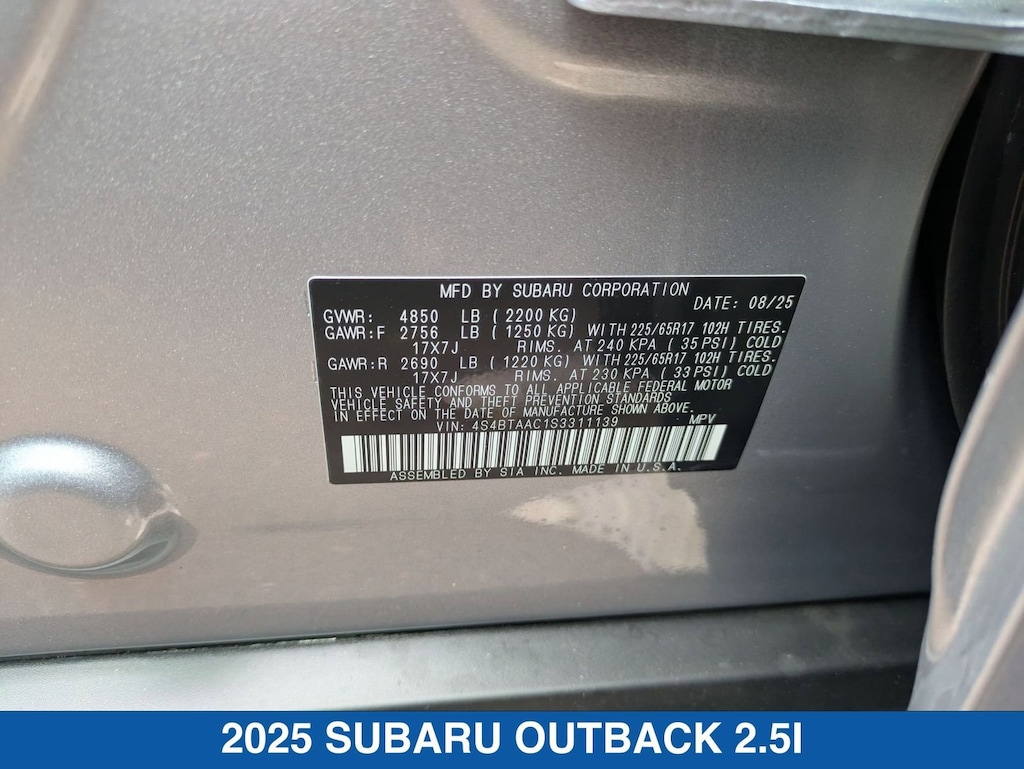 MFD BY SUBARU CORPORATION
DATE: 08/25
GVWR: 4850 LB (2200 KG)
GAWR:F 2756 LB (1250 KG) WITH 225/65R17 102H TIRES.
17X7J RIMS. AT 240 KPA (35 PSI) COLD
GAWR:R 2690 LB (1220 KG) WITH 225/65R17 102H TIRES.
17X7J RIMS. AT 230 KPA (33 PSI) COLD
THIS VEHICLE CONFORMS TO ALL APPLICABLE FEDERAL MOTOR
VEHICLE SAFETY AND THEFT PREVENTION STANDARDS
IN EFFECT ON THE DATE OF MANUFACTURE SHOWN ABOVE.
VIN: 4S4BTAAC1S3311139 MPV
ASSEMBLED BY SIA INC. MADE IN U.S.A.
2025 SUBARU OUTBACK 2.5I